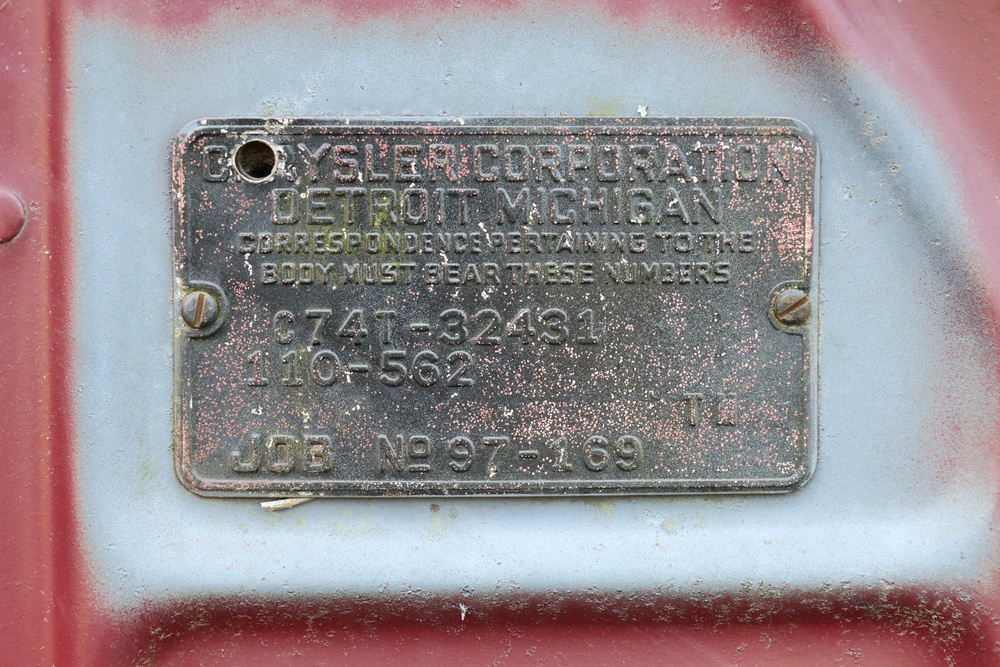 CHRYSLER CORPORATION
DETROIT MICHIGAN
CORRESPONDENCE PERTAINING TO THE
BODY MUST BEAR THESE NUMBERS
C74T-32431
110-562
JOB Nº 97-169